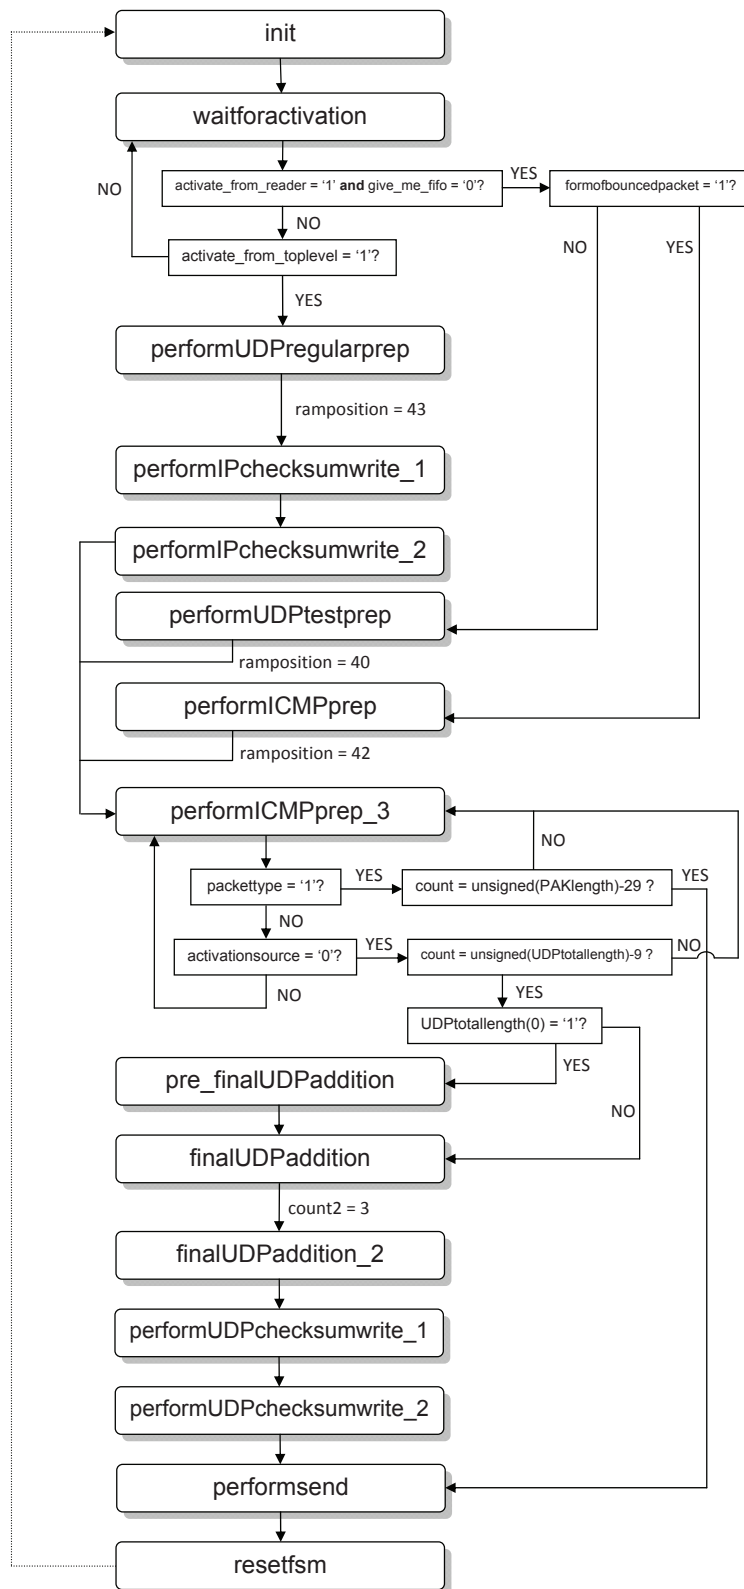 init
waitforactivation
NO
activate_from_reader = ‘1’ and give_me_fifo = ‘0’?
YES
formofbouncedpacket = ‘1’?
NO
activate_from_toplevel = ‘1’?
NO
YES
YES
performUDPregularprep
ramposition = 43
performIPchecksumwrite_1
performIPchecksumwrite_2
performUDPtestprep
ramposition = 40
performICMPprep
ramposition = 42
performICMPprep_3
NO
packettype = ‘1’?
YES
count = unsigned(PAKlength)-29 ?
YES
NO
activationsource = ‘0’?
YES
count = unsigned(UDPtotallength)-9 ?
NO
NO
YES
UDPtotallength(0) = ‘1’?
YES
pre_finalUDPaddition
NO
finalUDPaddition
count2 = 3
finalUDPaddition_2
performUDPchecksumwrite_1
performUDPchecksumwrite_2
performsend
resetfsm